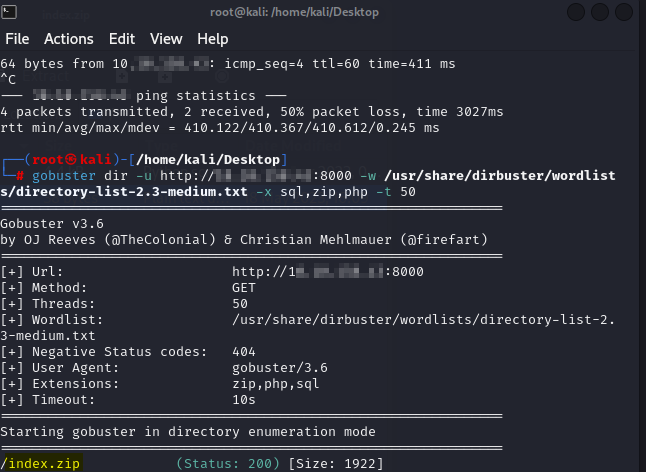 root@kali: /home/kali/Desktop
File Actions Edit View Help
64 bytes from 10. : icmp_seq=4 ttl=60 time=411 ms
^C
— ping statistics —
4 packets transmitted, 2 received, 50% packet loss, time 3027ms
rtt min/avg/max/mdev = 410.122/410.367/410.612/0.245 ms
┌──(root㉿kali)-[/home/kali/Desktop]
└─# gobuster dir -u http:// :8000 -w /usr/share/dirbuster/wordlist
s/directory-list-2.3-medium.txt -x sql,zip,php -t 50
===============================================================
Gobuster v3.6
by OJ Reeves (@TheColonial) & Christian Mehlmauer (@firefart)
===============================================================
[+] Url: http://1 :8000
[+] Method: GET
[+] Threads: 50
[+] Wordlist: /usr/share/dirbuster/wordlists/directory-list-2.
3-medium.txt
[+] Negative Status codes: 404
[+] User Agent: gobuster/3.6
[+] Extensions: zip,php,sql
[+] Timeout: 10s
===============================================================
Starting gobuster in directory enumeration mode
===============================================================
/index.zip (Status: 200) [Size: 1922]